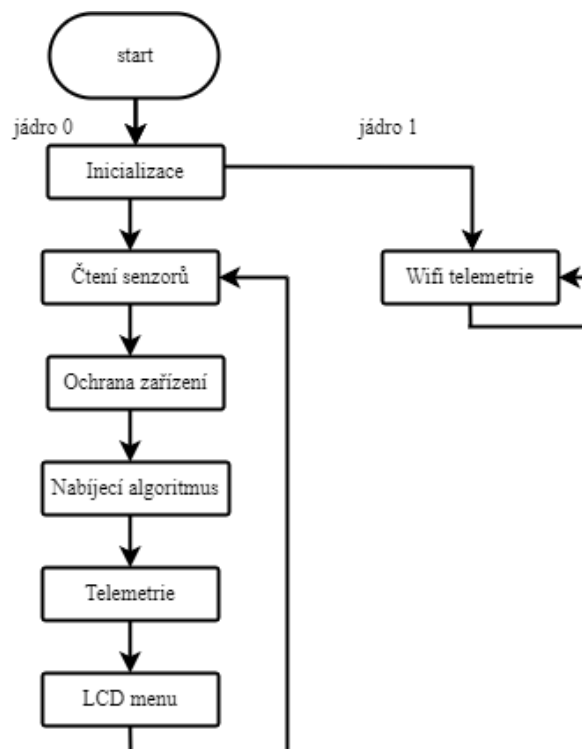 start
jádro 0
jádro 1
Inicializace
Čtení senzorů
Wifi telemetrie
Ochrana zařízení
Nabíjecí algoritmus
Telemetrie
LCD menu